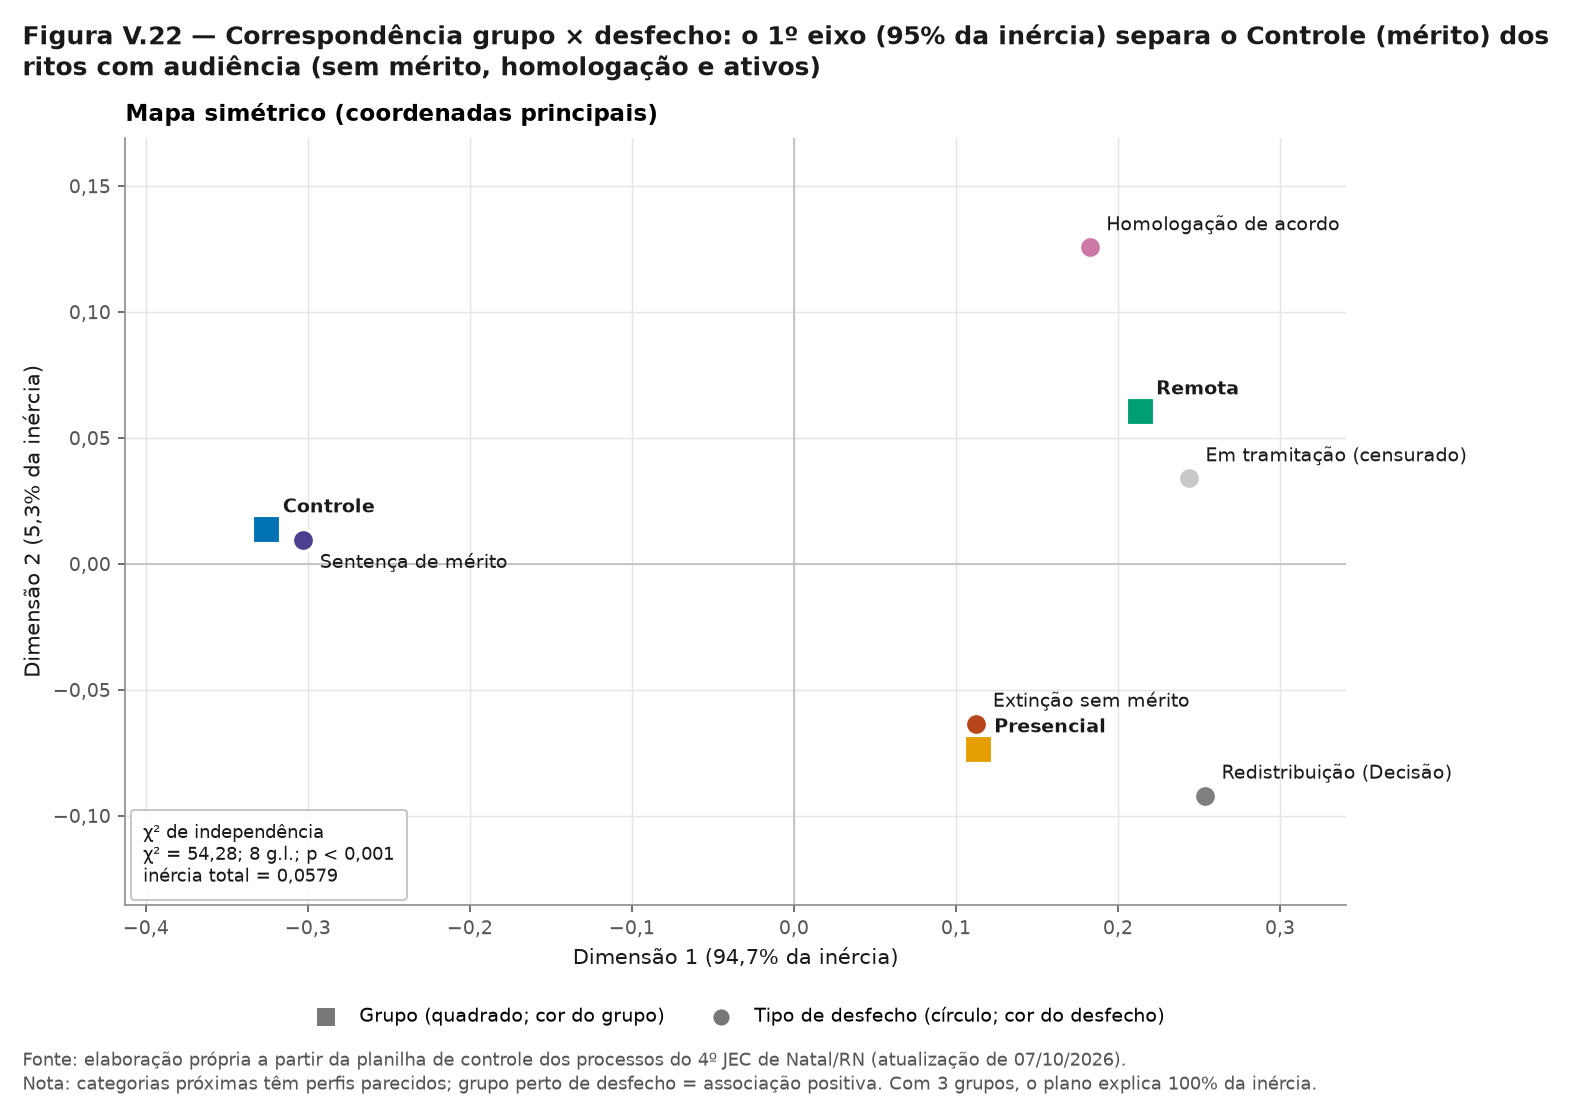 Figura V.22 — Correspondência grupo × desfecho: o 1º eixo (95% da inércia) separa o Controle (mérito) dos
ritos com audiência (sem mérito, homologação e ativos)
Mapa simétrico (coordenadas principais)
Dimensão 2 (5,3% da inércia)
0,15
0,10
0,05
0,00
−0,05
−0,10
Homologação de acordo
Remota
Em tramitação (censurado)
Controle
Sentença de mérito
Extinção sem mérito
Presencial
Redistribuição (Decisão)
χ² de independência
χ² = 54,28; 8 g.l.; p < 0,001
inércia total = 0,0579
−0,4
−0,3
−0,2
−0,1
0,0
0,1
0,2
0,3
Dimensão 1 (94,7% da inércia)
Grupo (quadrado; cor do grupo)
Tipo de desfecho (círculo; cor do desfecho)
Fonte: elaboração própria a partir da planilha de controle dos processos do 4º JEC de Natal/RN (atualização de 07/10/2026).
Nota: categorias próximas têm perfis parecidos; grupo perto de desfecho = associação positiva. Com 3 grupos, o plano explica 100% da inércia.